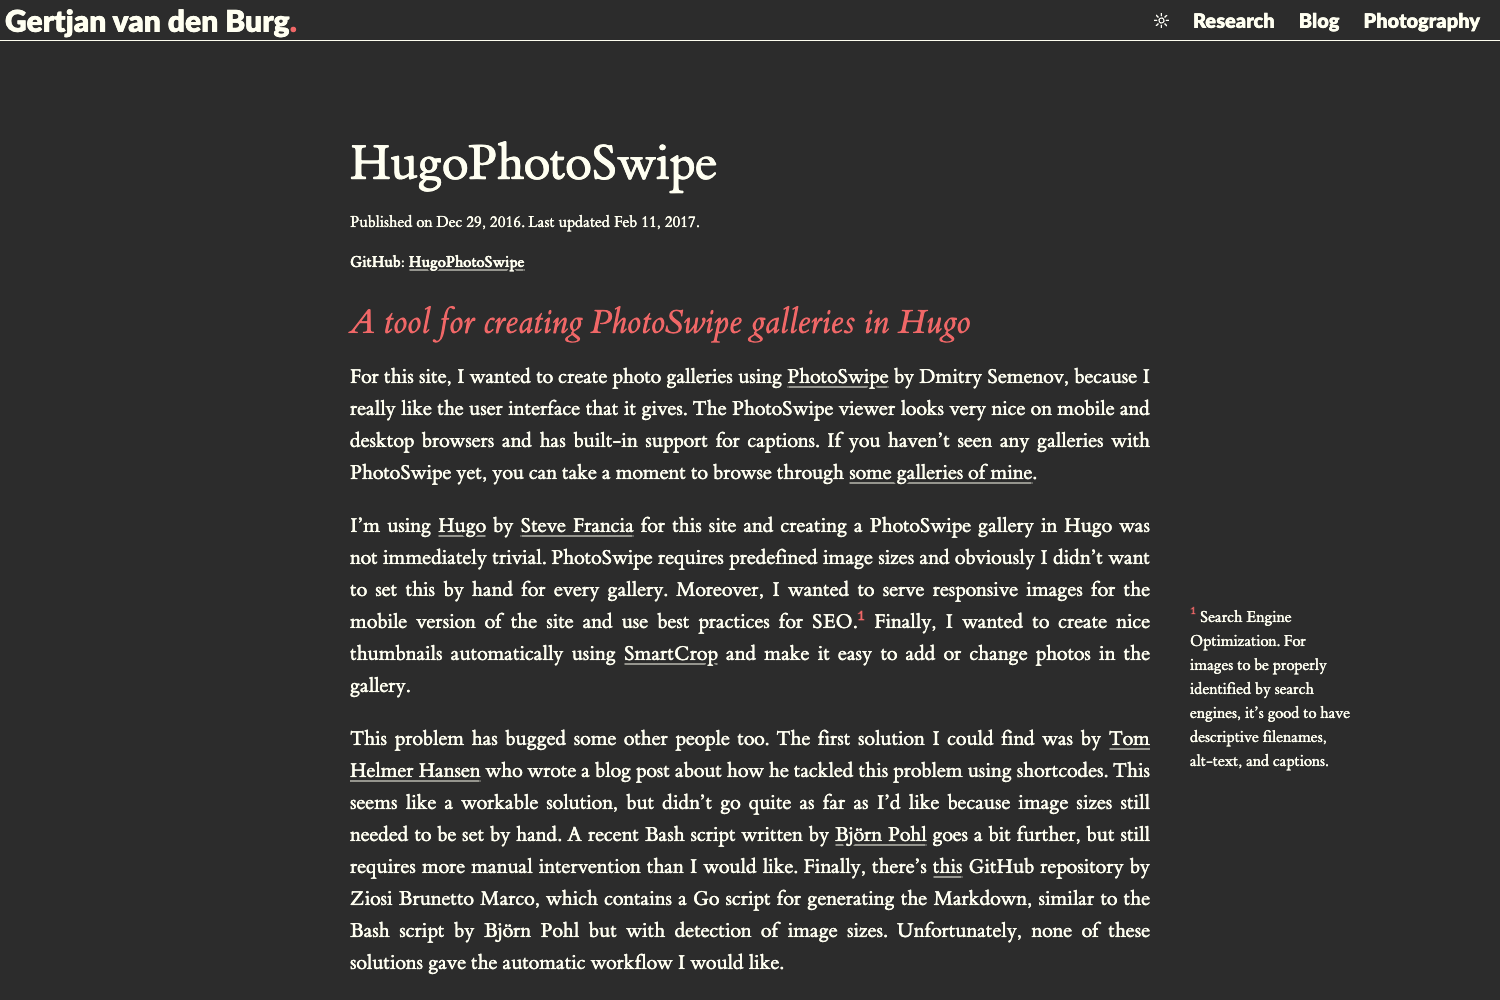 Gertjan van den Burg.
Research Blog Photography
HugoPhotoSwipe
Published on Dec 29, 2016. Last updated Feb 11, 2017.
GitHub: HugoPhotoSwipe
A tool for creating PhotoSwipe galleries in Hugo
For this site, I wanted to create photo galleries using PhotoSwipe by Dmitry Semenov, because I
really like the user interface that it gives. The PhotoSwipe viewer looks very nice on mobile and
desktop browsers and has built-in support for captions. If you haven’t seen any galleries with
PhotoSwipe yet, you can take a moment to browse through some galleries of mine.
I’m using Hugo by Steve Francia for this site and creating a PhotoSwipe gallery in Hugo was
not immediately trivial. PhotoSwipe requires predefined image sizes and obviously I didn’t want
to set this by hand for every gallery. Moreover, I wanted to serve responsive images for the
mobile version of the site and use best practices for SEO.1 Finally, I wanted to create nice
thumbnails automatically using SmartCrop and make it easy to add or change photos in the
gallery.
1 Search Engine
Optimization. For
images to be properly
identified by search
engines, it’s good to have
descriptive filenames,
alt-text, and captions.
This problem has bugged some other people too. The first solution I could find was by Tom
Helmer Hansen who wrote a blog post about how he tackled this problem using shortcodes. This
seems like a workable solution, but didn’t go quite as far as I’d like because image sizes still
needed to be set by hand. A recent Bash script written by Björn Pohl goes a bit further, but still
requires more manual intervention than I would like. Finally, there’s this GitHub repository by
Ziosi Brunetto Marco, which contains a Go script for generating the Markdown, similar to the
Bash script by Björn Pohl but with detection of image sizes. Unfortunately, none of these
solutions gave the automatic workflow I would like.